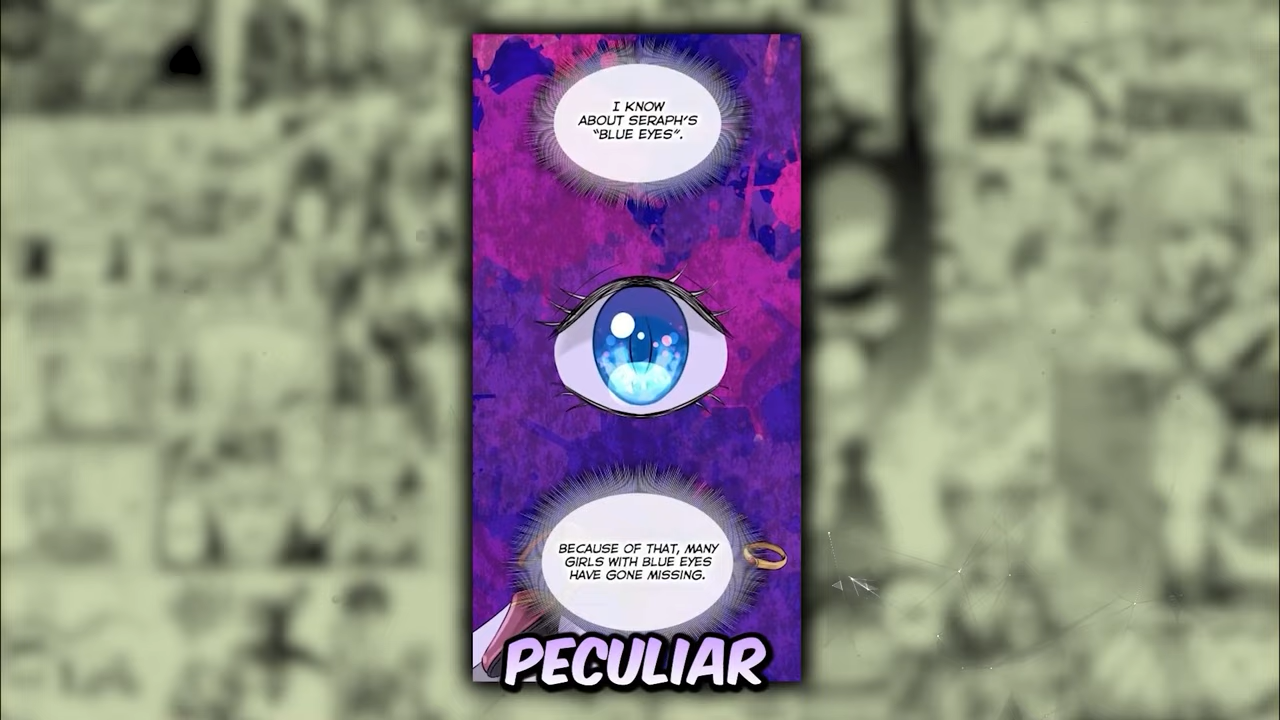 I KNOW
ABOUT SERAPH'S
"BLUE EYES".
BECAUSE OF THAT, MANY
GIRLS WITH BLUE EYES
HAVE GONE MISSING.
PECULIAR